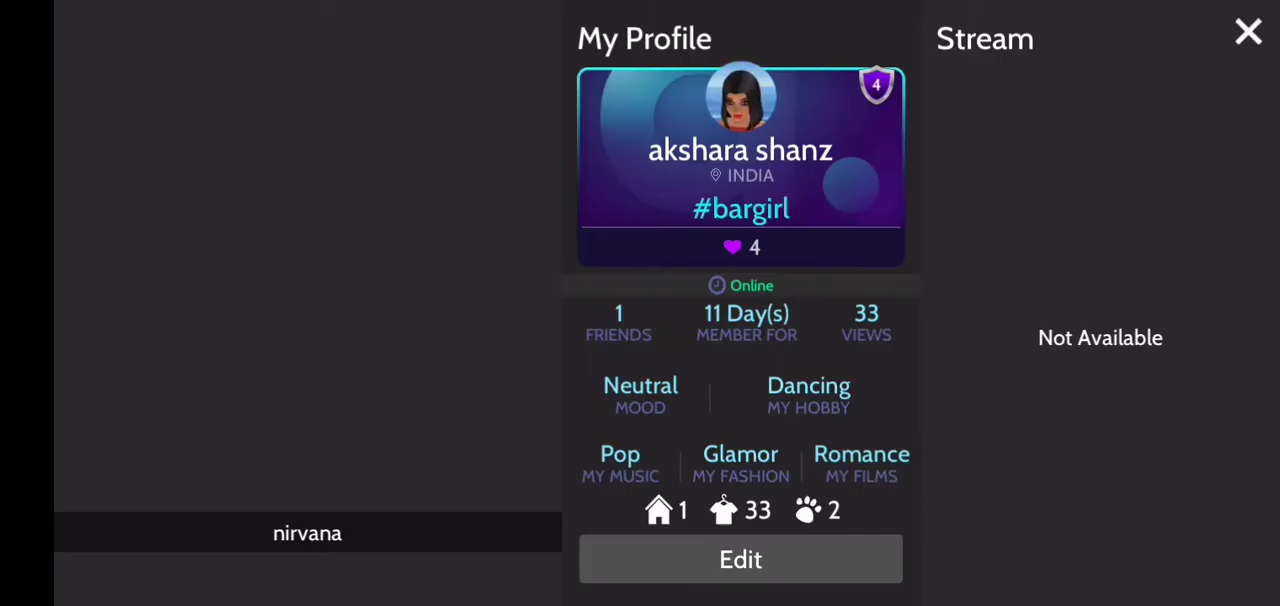 My Profile
Stream
4
akshara shanz
INDIA
#bargirl
4
Online
1
FRIENDS
11 Day(s)
MEMBER FOR
33
VIEWS
Neutral
MOOD
Dancing
MY HOBBY
Pop
MY MUSIC
Glamor
MY FASHION
Romance
MY FILMS
1 33 2
Edit
nirvana
Not Available